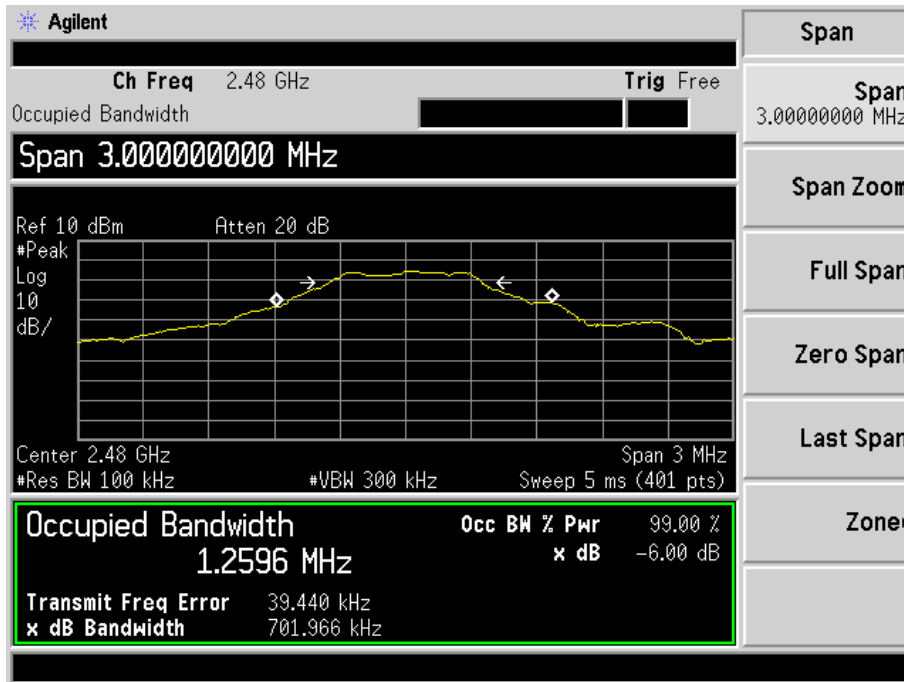 Agilent
Ch Freq 2.48 GHz Trig Free
Occupied Bandwidth
Span 3.000000000 MHz
Ref 10 dBm Atten 20 dB
#Peak
Log
10
dB/
Center 2.48 GHz Span 3 MHz
#Res BW 100 kHz #VBW 300 kHz Sweep 5 ms (401 pts)
Occupied Bandwidth Occ BW % Pwr 99.00 %
1.2596 MHz x dB -6.00 dB
Transmit Freq Error 39.440 kHz
x dB Bandwidth 701.966 kHz
Span
Span
3.00000000 MHz
Span Zoom
Full Span
Zero Span
Last Span
Zone